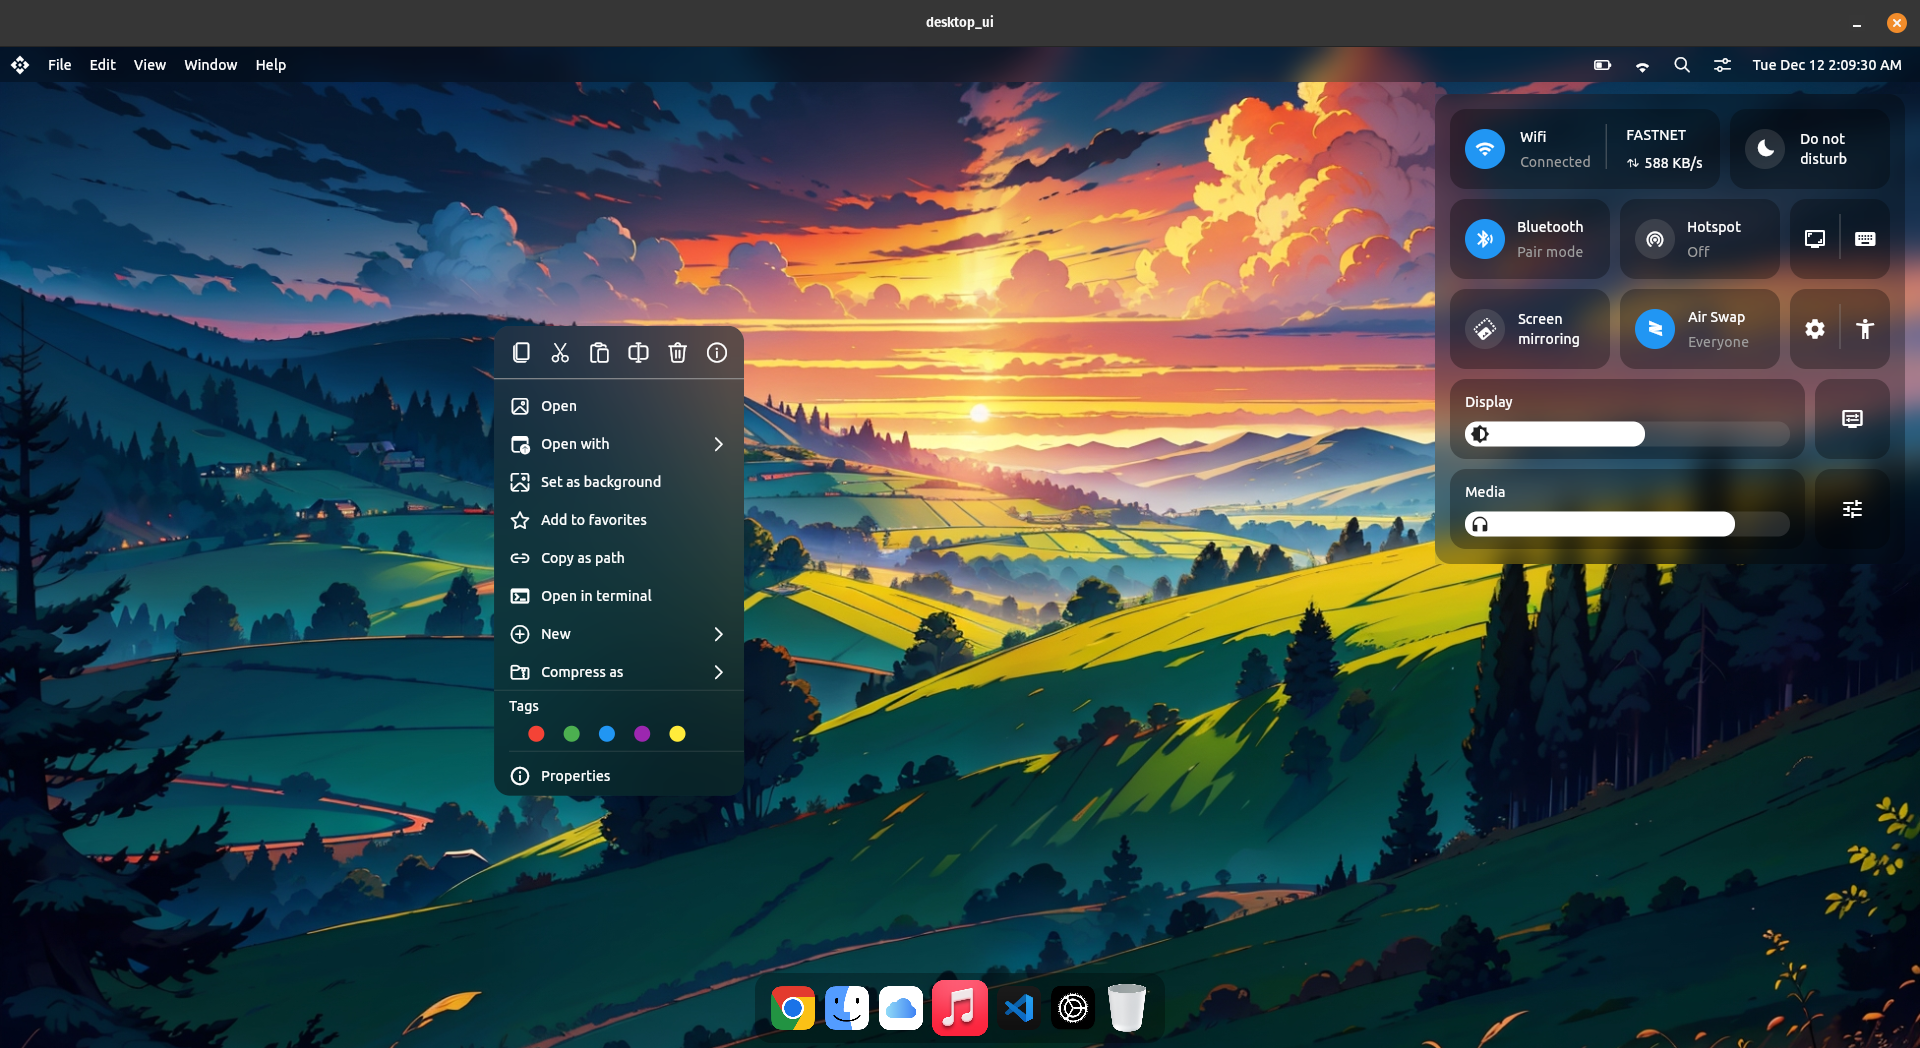 desktop_ui
File Edit View Window Help
Tue Dec 12 2:09:30 AM
Wifi
Connected
FASTNET
588 KB/s
Do not
disturb
Bluetooth
Pair mode
Hotspot
Off
Screen
mirroring
Air Swap
Everyone
Display
Media
Open
Open with
Set as background
Add to favorites
Copy as path
Open in terminal
New
Compress as
Tags
Properties